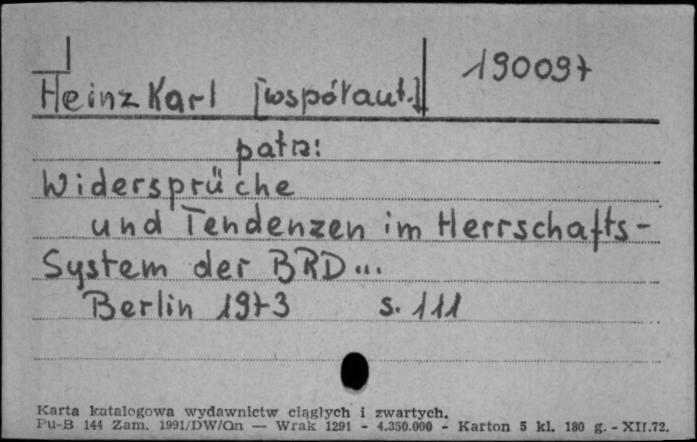 190097
Heinz Karl [współaut.]
patrz:
Widersprüche
und Tendenzen im Herrschafts-
System der BRD...
Berlin 1973 s. 111
Karta katalogowa wydawnictw ciągłych i zwartych.
Pu-B 144 Zam. 1991/DW/On — Wrak 1291 - 4.350.000 - Karton 5 kl. 180 g. - XII.72.